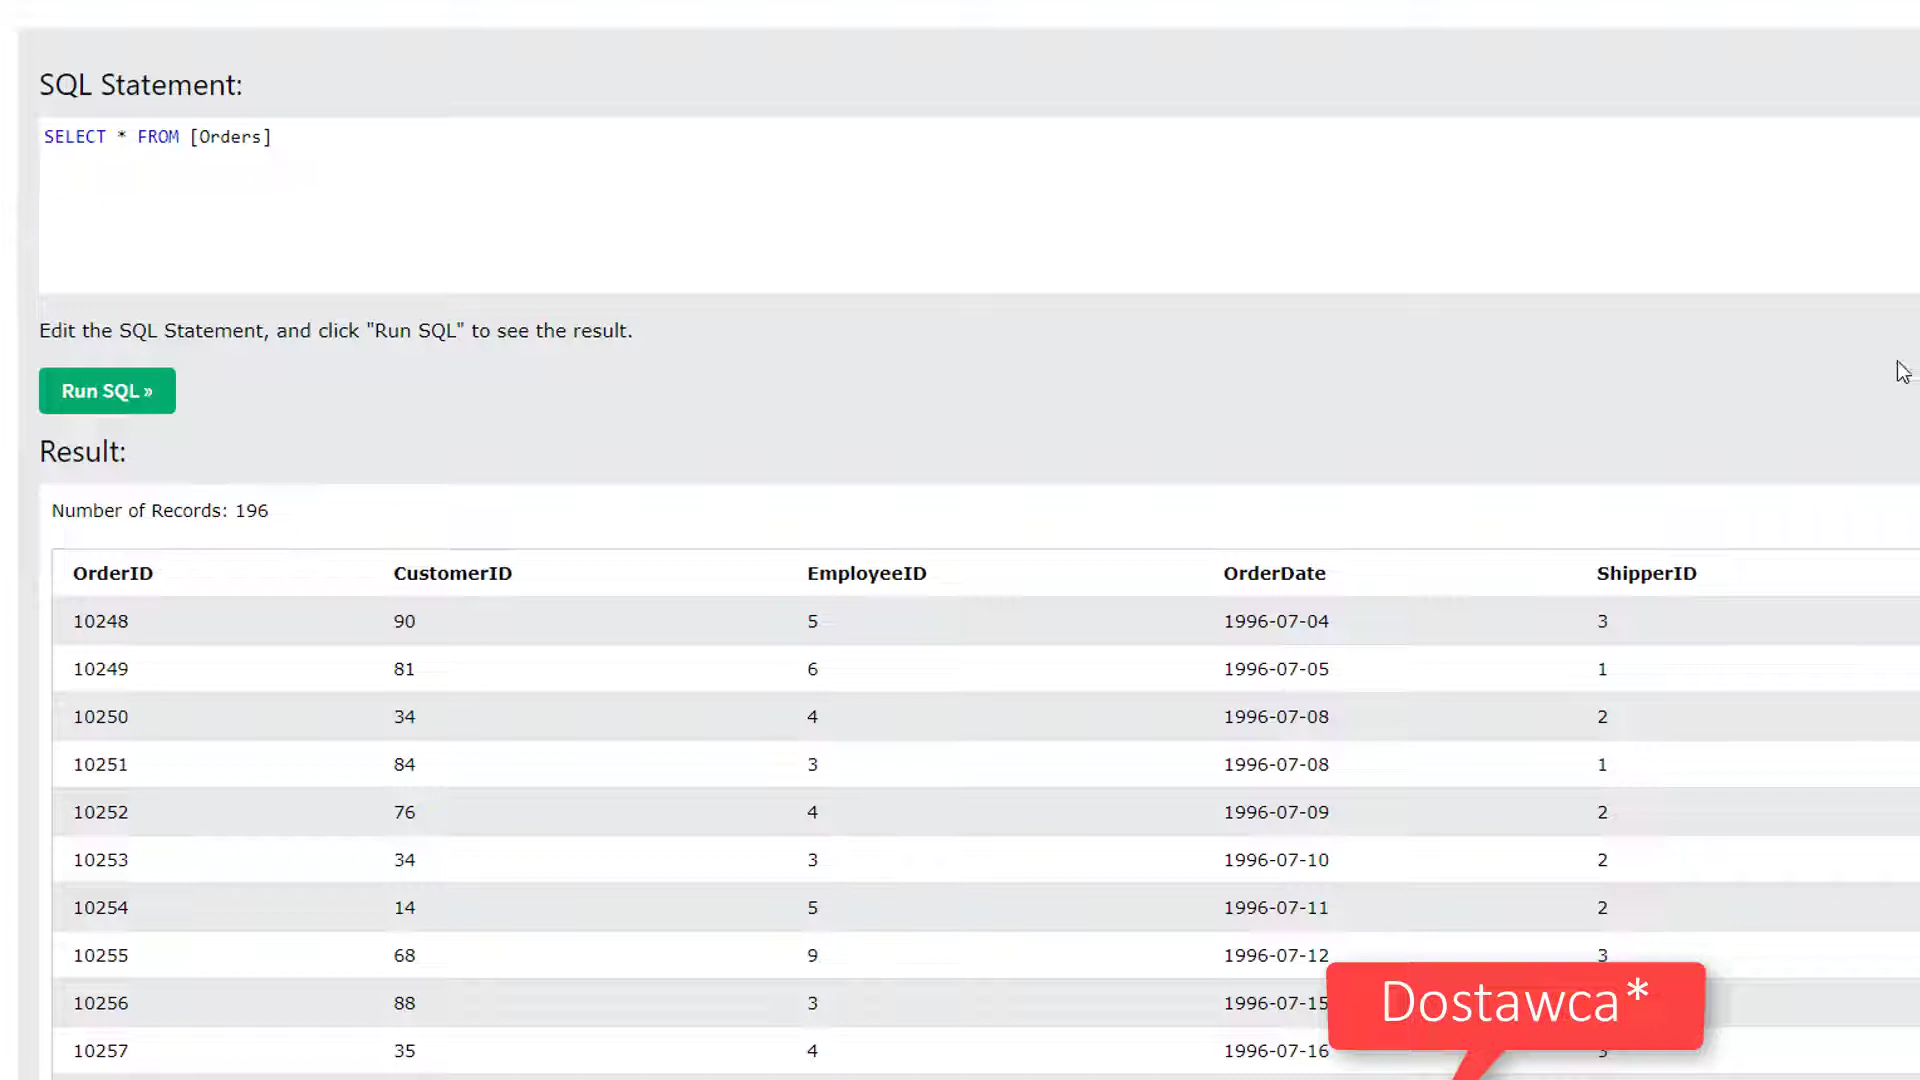 SQL Statement:
SELECT * FROM [Orders]
Edit the SQL Statement, and click "Run SQL" to see the result.
Run SQL »
Result:
Number of Records: 196
OrderID CustomerID EmployeeID OrderDate ShipperID
10248 90 5 1996-07-04 3
10249 81 6 1996-07-05 1
10250 34 4 1996-07-08 2
10251 84 3 1996-07-08 1
10252 76 4 1996-07-09 2
10253 34 3 1996-07-10 2
10254 14 5 1996-07-11 2
10255 68 9 1996-07-12 3
10256 88 3 1996-07-15
Dostawca*
10257 35 4 1996-07-16 3